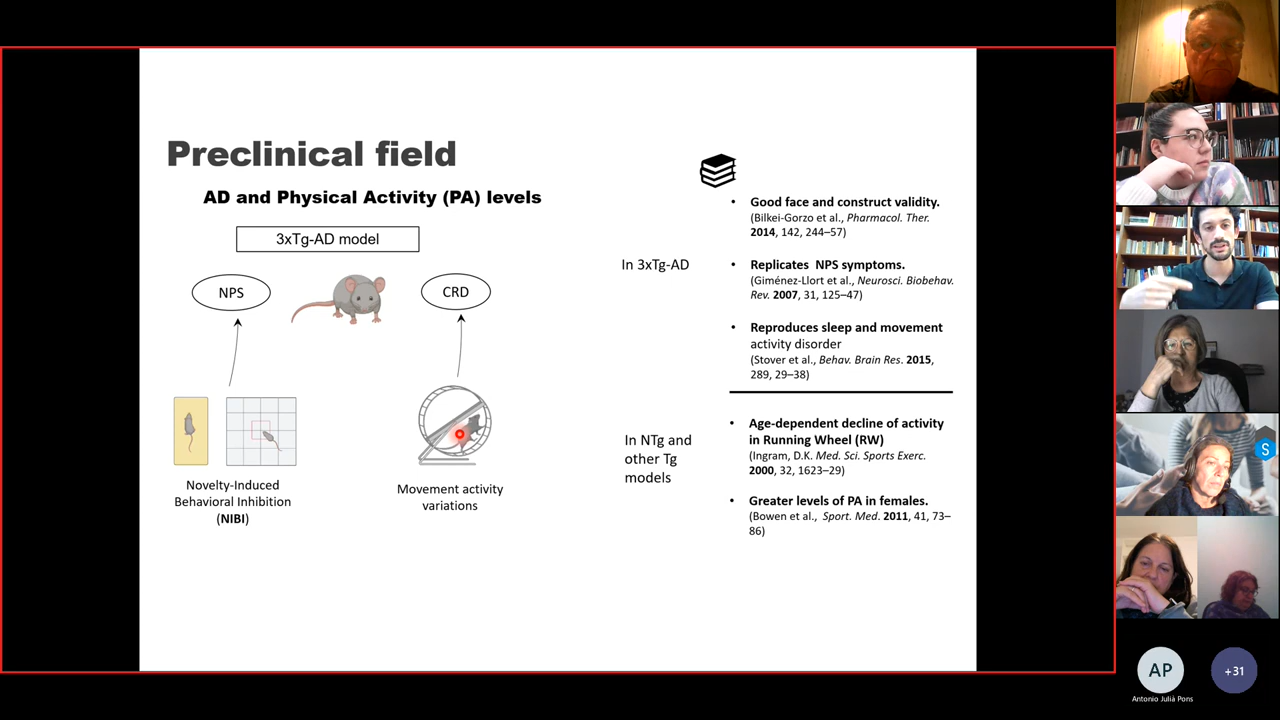 Preclinical field
AD and Physical Activity (PA) levels
3xTg-AD model
NPS
CRD
Novelty-Induced
Behavioral Inhibition
(NIBI)
Movement activity
variations
In 3xTg-AD
• Good face and construct validity.
(Bilkei-Gorzo et al., Pharmacol. Ther.
2014, 142, 244–57)
• Replicates NPS symptoms.
(Giménez-Llort et al., Neurosci. Biobehav.
Rev. 2007, 31, 125–47)
• Reproduces sleep and movement
activity disorder
(Stover et al., Behav. Brain Res. 2015,
289, 29–38)
In NTg and
other Tg
models
• Age-dependent decline of activity
in Running Wheel (RW)
(Ingram, D.K. Med. Sci. Sports Exerc.
2000, 32, 1623–29)
• Greater levels of PA in females.
(Bowen et al., Sport. Med. 2011, 41, 73–
86)
S
AP
Antonio Julià Pons
+31